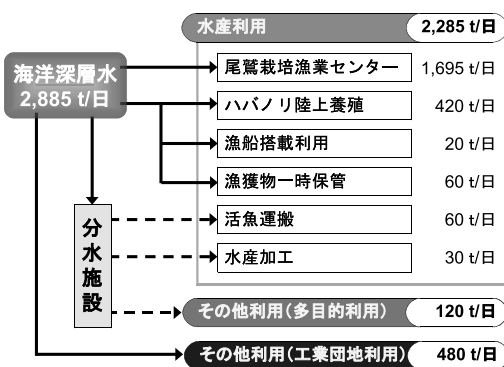 水産利用 2,285 t/日
海洋深層水
2,885 t/日
尾鷲栽培漁業センター 1,695 t/日
ハバノリ陸上養殖 420 t/日
漁船搭載利用 20 t/日
漁獲物一時保管 60 t/日
活魚運搬 60 t/日
水産加工 30 t/日
分水施設
その他利用(多目的利用) 120 t/日
その他利用(工業団地利用) 480 t/日